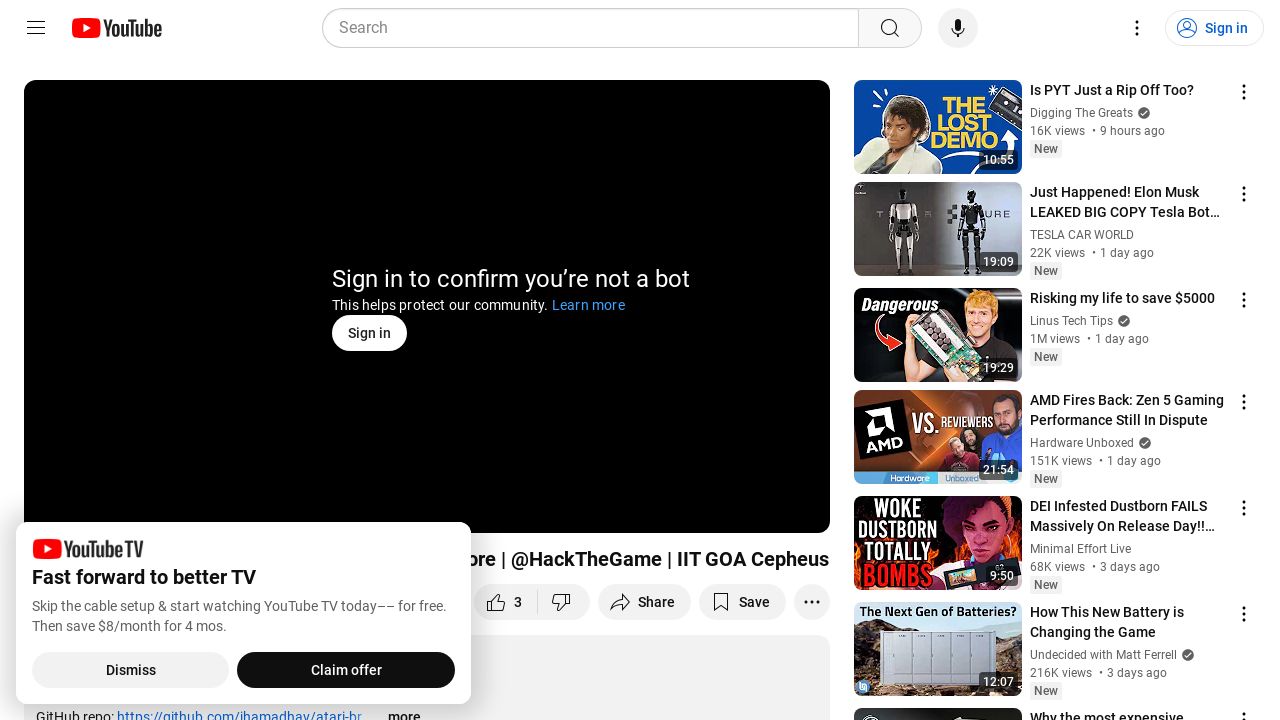 YouTube
Search
Sign in
Sign in to confirm you’re not a bot
This helps protect our community. Learn more
Sign in
ore | @HackTheGame | IIT GOA Cepheus
3
Share
Save
YouTube TV
Fast forward to better TV
Skip the cable setup & start watching YouTube TV today–– for free.
Then save $8/month for 4 mos.
Dismiss
Claim offer
GitHub repo: https://github.com/jhamadhav/atari-br
...more
THE
LOST
DEMO
10:55
Is PYT Just a Rip Off Too?
Digging The Greats
16K views • 9 hours ago
New
19:09
Just Happened! Elon Musk
LEAKED BIG COPY Tesla Bot…
TESLA CAR WORLD
22K views • 1 day ago
New
Dangerous
19:29
Risking my life to save $5000
Linus Tech Tips
1M views • 1 day ago
New
AMD
VS. REVIEWERS
Hardware Unboxed
21:54
AMD Fires Back: Zen 5 Gaming
Performance Still In Dispute
Hardware Unboxed
151K views • 1 day ago
New
WOKE
DUSTBORN
TOTALLY
BOMBS
9:50
DEI Infested Dustborn FAILS
Massively On Release Day!!…
Minimal Effort Live
68K views • 3 days ago
New
The Next Gen of Batteries?
12:07
How This New Battery is
Changing the Game
Undecided with Matt Ferrell
216K views • 3 days ago
New
Why the most expensive